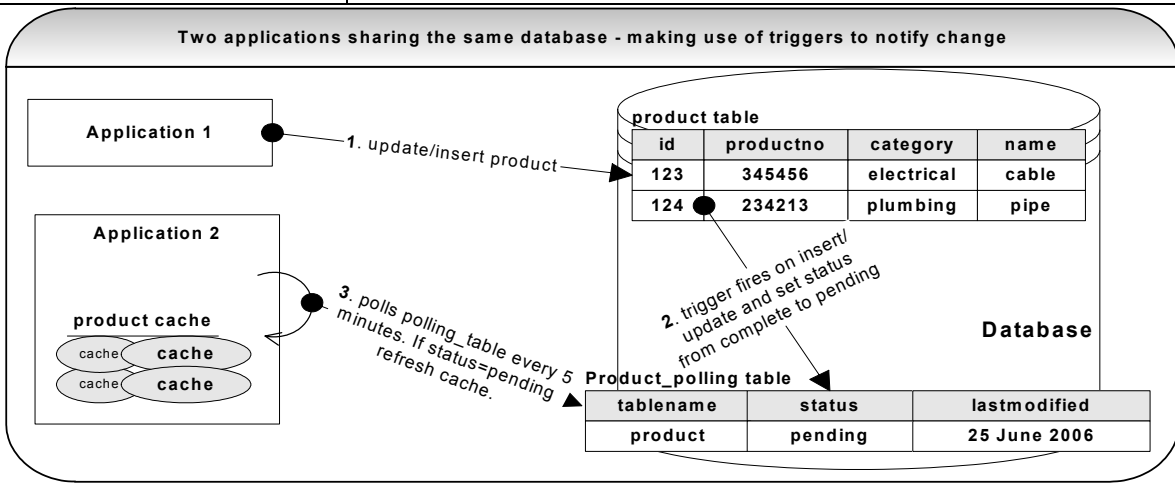 Two applications sharing the same database - making use of triggers to notify change
Application 1
1. update/insert product
product table
id productno category name
123 345456 electrical cable
124 234213 plumbing pipe
Application 2
product cache
cache cache
cache cache
3. polls polling_table every 5
minutes. If status=pending
refresh cache.
2. trigger fires on insert/
update and set status
from complete to pending
Database
Product_polling table
tablename status lastmodified
product pending 25 June 2006